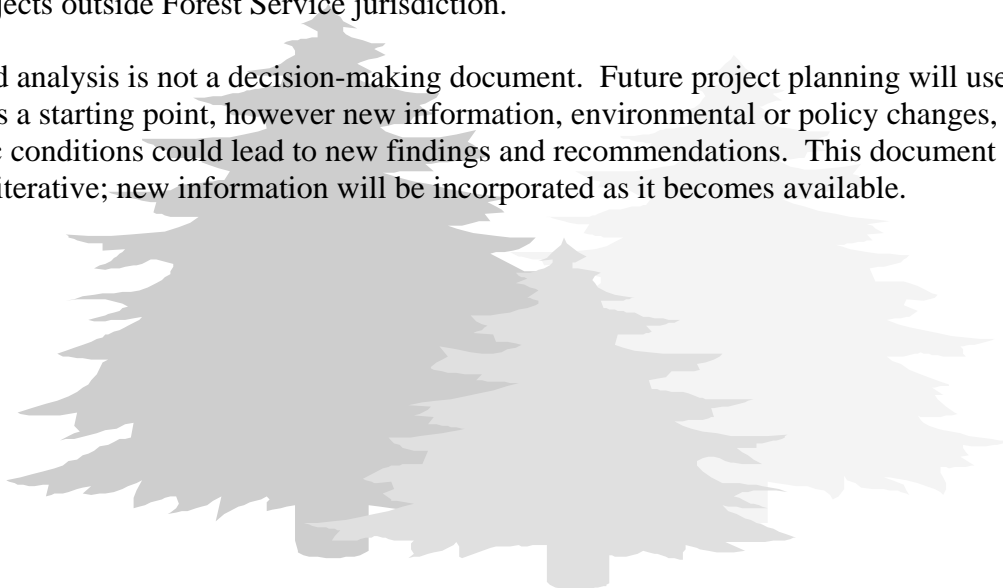 jects outside Forest Service jurisdiction.
d analysis is not a decision-making document. Future project planning will use
s a starting point, however new information, environmental or policy changes,
c conditions could lead to new findings and recommendations. This document
iterative; new information will be incorporated as it becomes available.